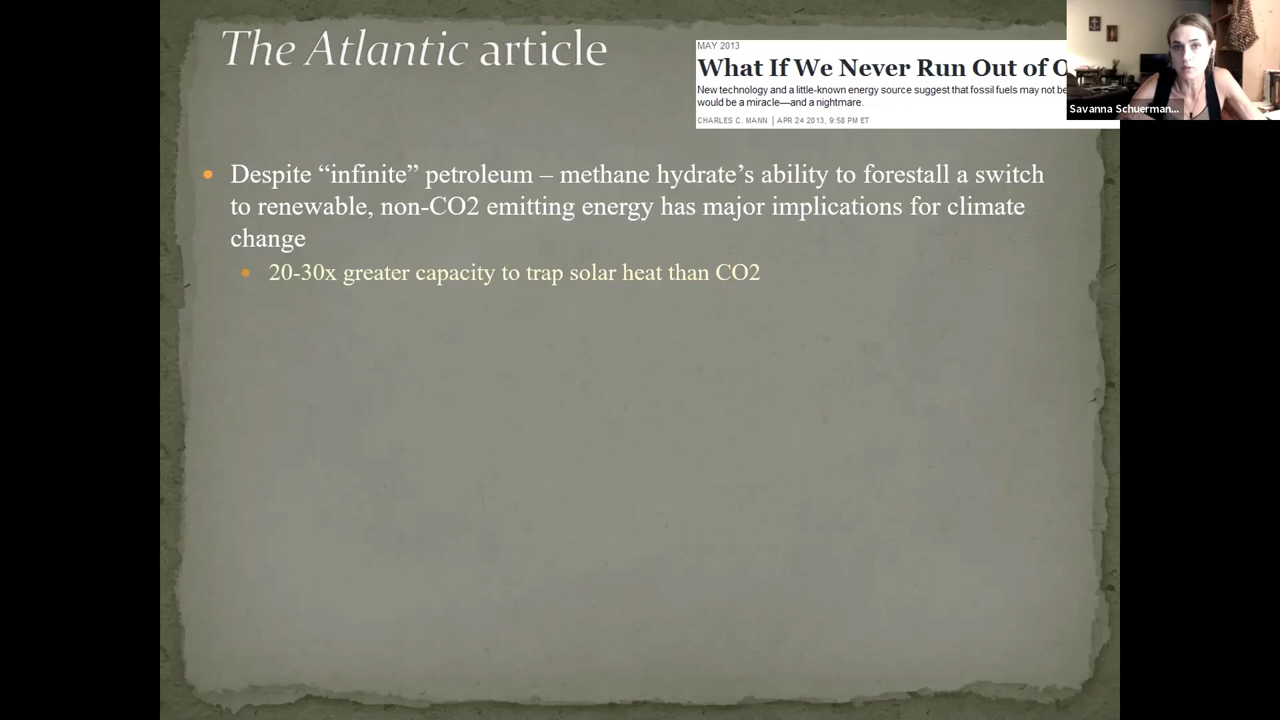 The Atlantic article
MAY 2013
What If We Never Run Out of O
New technology and a little-known energy source suggest that fossil fuels may not be
would be a miracle—and a nightmare.
CHARLES C. MANN | APR 24 2013, 9:58 PM ET
Savanna Schuerman...
• Despite “infinite” petroleum – methane hydrate’s ability to forestall a switch
to renewable, non-CO2 emitting energy has major implications for climate
change
• 20-30x greater capacity to trap solar heat than CO2